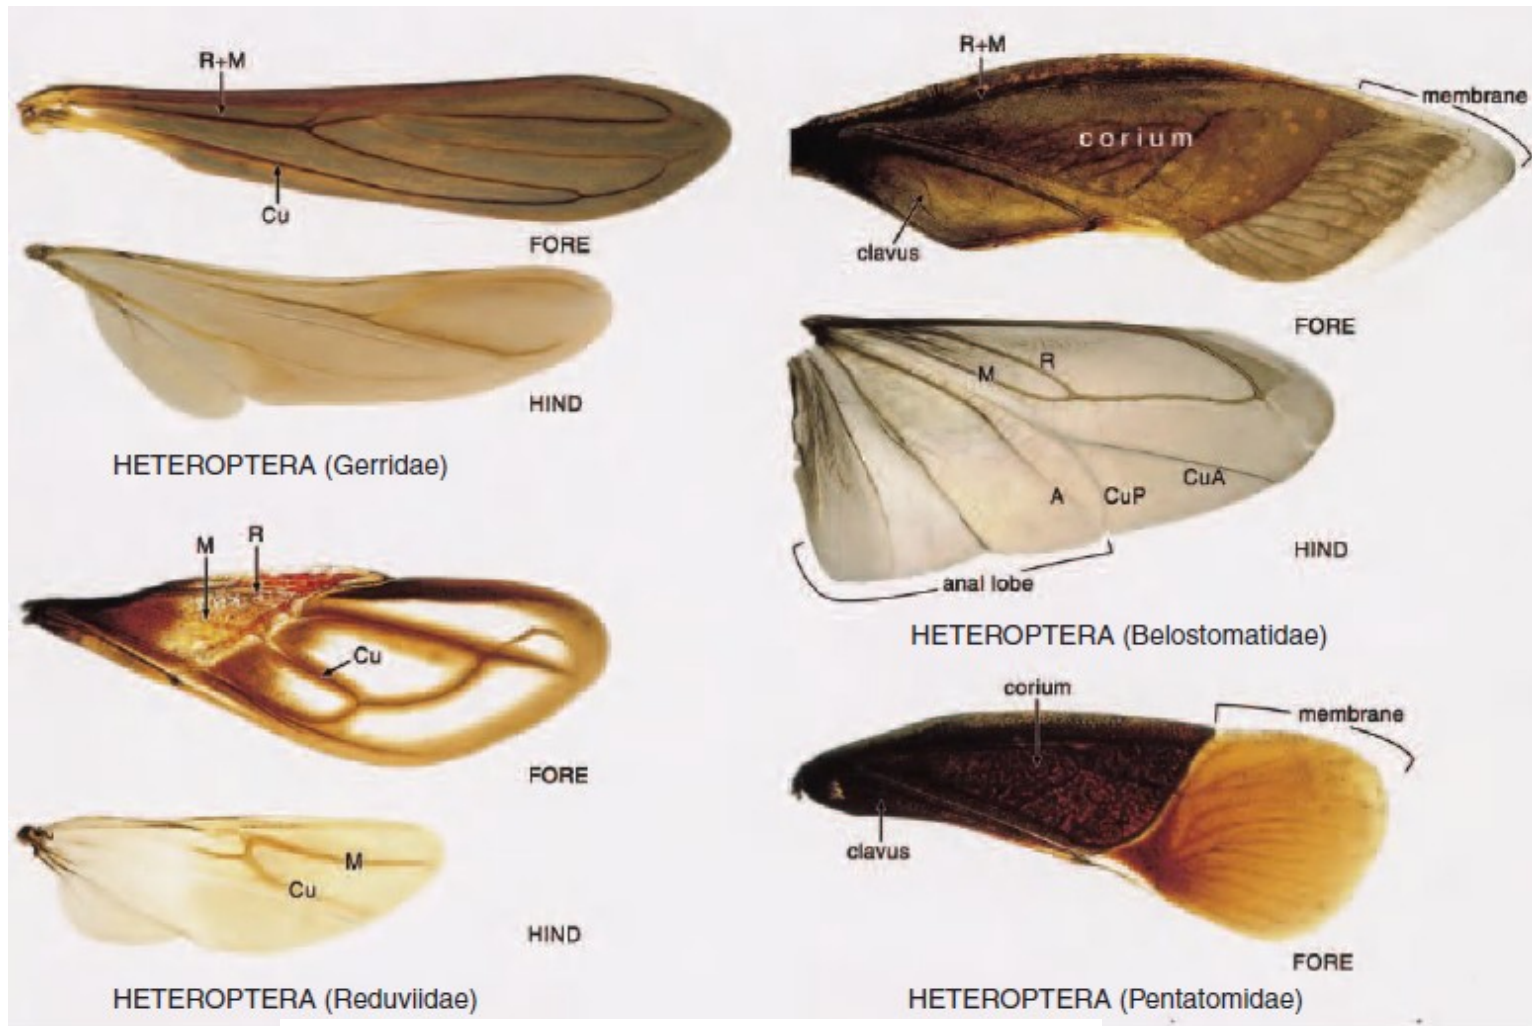 R+M
Cu
FORE
HIND
HETEROPTERA (Gerridae)
R+M
membrane
corium
clavus
FORE
R
M
A
CuP
CuA
HIND
anal lobe
HETEROPTERA (Belostomatidae)
M
R
Cu
FORE
M
Cu
HIND
HETEROPTERA (Reduviidae)
corium
membrane
clavus
FORE
HETEROPTERA (Pentatomidae)